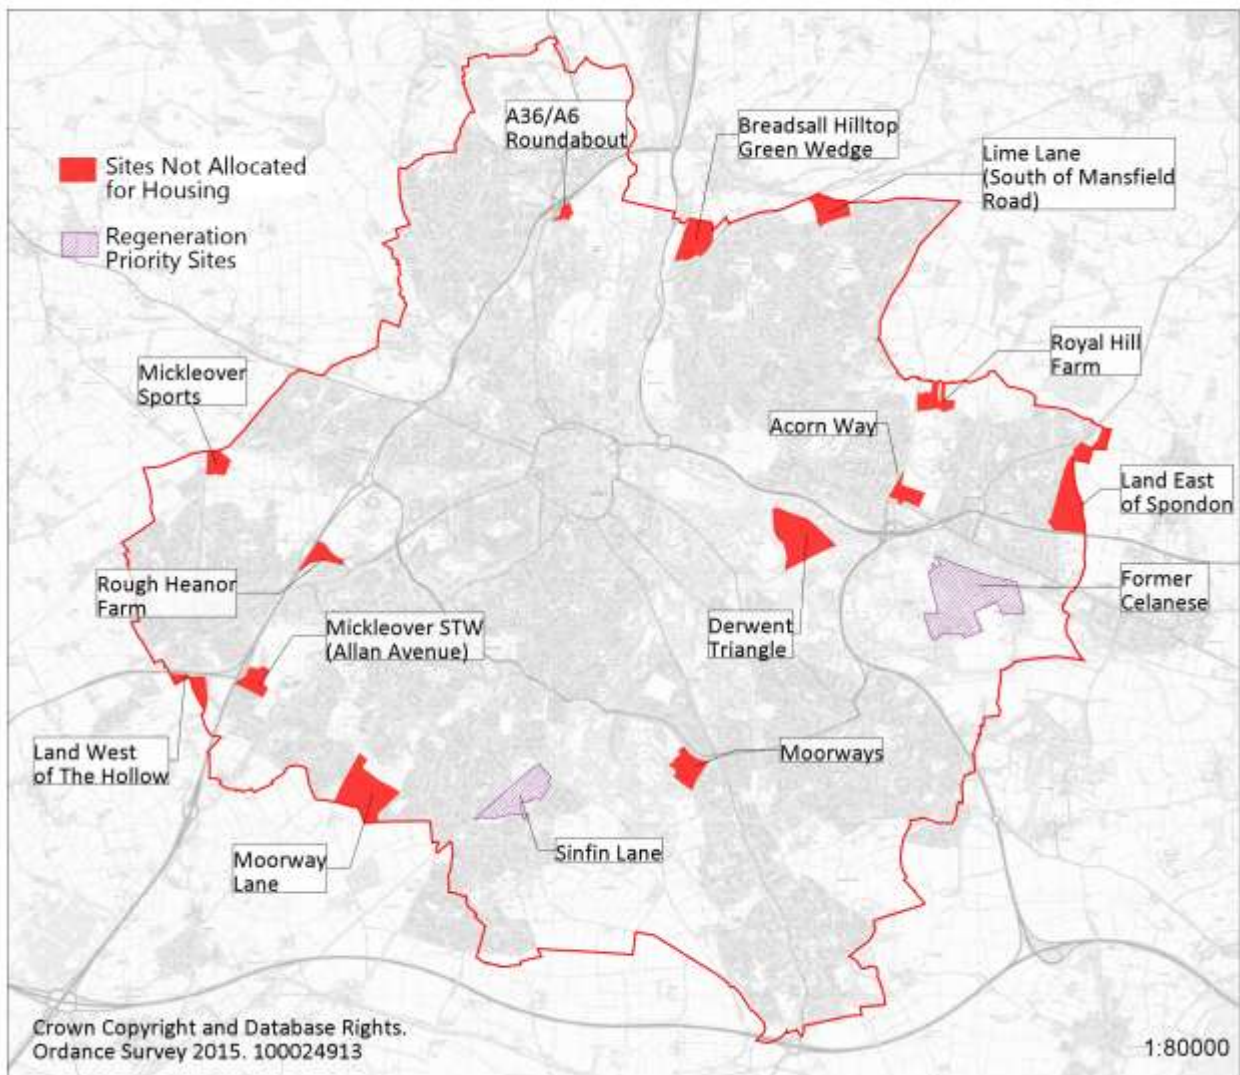 A36/A6
Roundabout
Breadsall Hilltop
Green Wedge
Lime Lane
(South of Mansfield
Road)
Sites Not Allocated
for Housing
Regeneration
Priority Sites
Royal Hill
Farm
Mickleover
Sports
Acorn Way
Land East
of Spondon
Rough Heanor
Farm
Former
Celanese
Mickleover STW
(Allan Avenue)
Derwent
Triangle
Land West
of The Hollow
Moorways
Sinfin Lane
Moorway
Lane
Crown Copyright and Database Rights.
Ordance Survey 2015. 100024913
1:80000